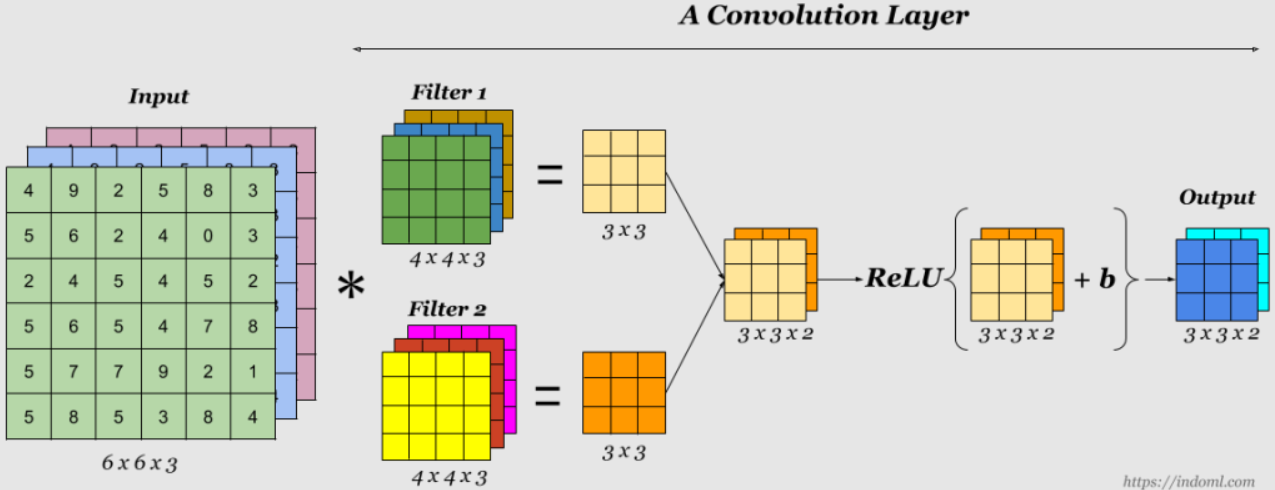 A Convolution Layer
Input
Filter 1
Filter 2
Output
4 9 2 5 8 3
5 6 2 4 0 3
2 4 5 4 5 2
5 6 5 4 7 8
5 7 7 9 2 1
5 8 5 3 8 4
6 x 6 x 3
*
4 x 4 x 3
=
3 x 3
4 x 4 x 3
=
3 x 3
3 x 3 x 2
ReLU { + b }
3 x 3 x 2
3 x 3 x 2
https://indoml.com